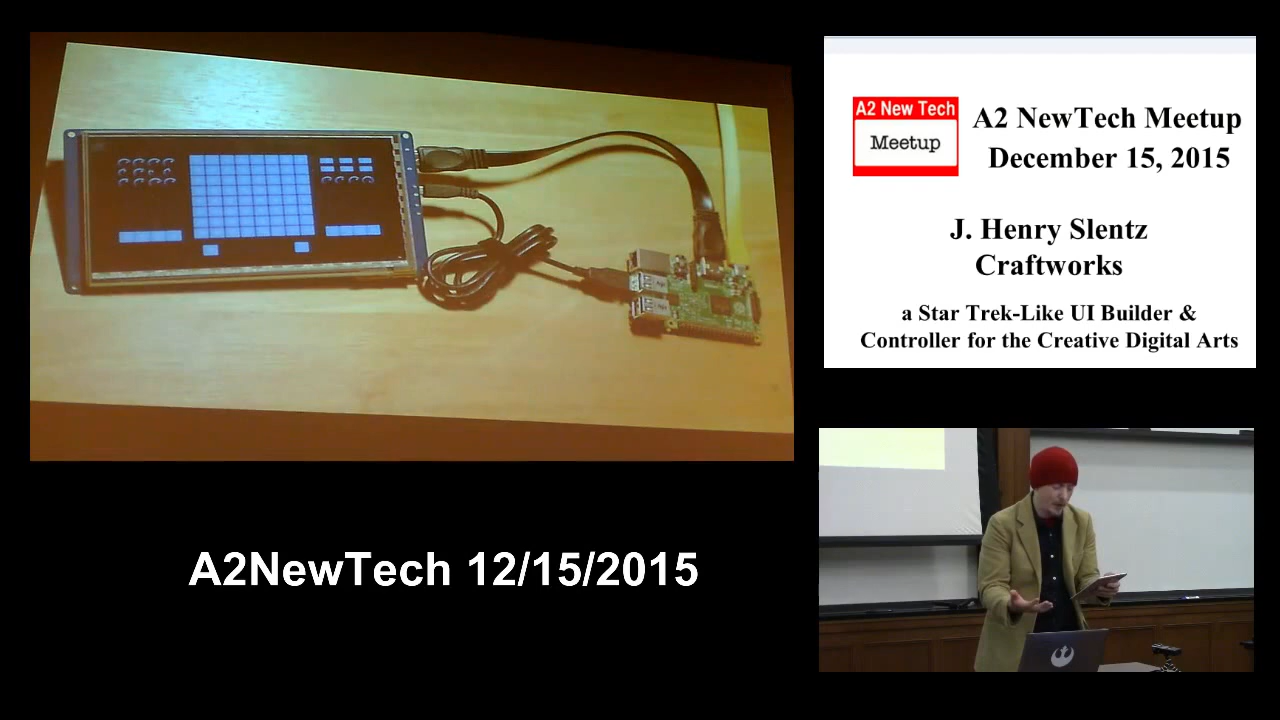 A2 New Tech
Meetup
A2 NewTech Meetup
December 15, 2015
J. Henry Slentz
Craftworks
a Star Trek-Like UI Builder &
Controller for the Creative Digital Arts
A2NewTech 12/15/2015